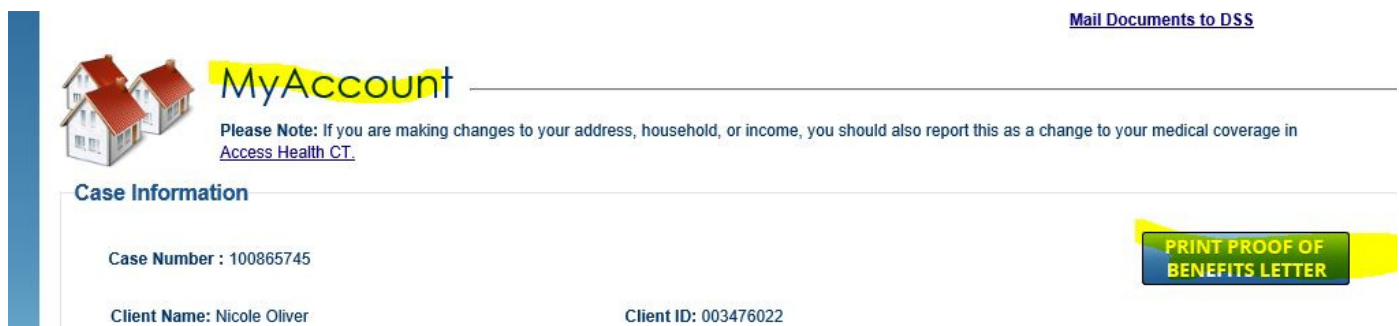 Mail Documents to DSS
MyAccount
Please Note: If you are making changes to your address, household, or income, you should also report this as a change to your medical coverage in
Access Health CT.
Case Information
Case Number : 100865745
PRINT PROOF OF
BENEFITS LETTER
Client Name: Nicole Oliver
Client ID: 003476022